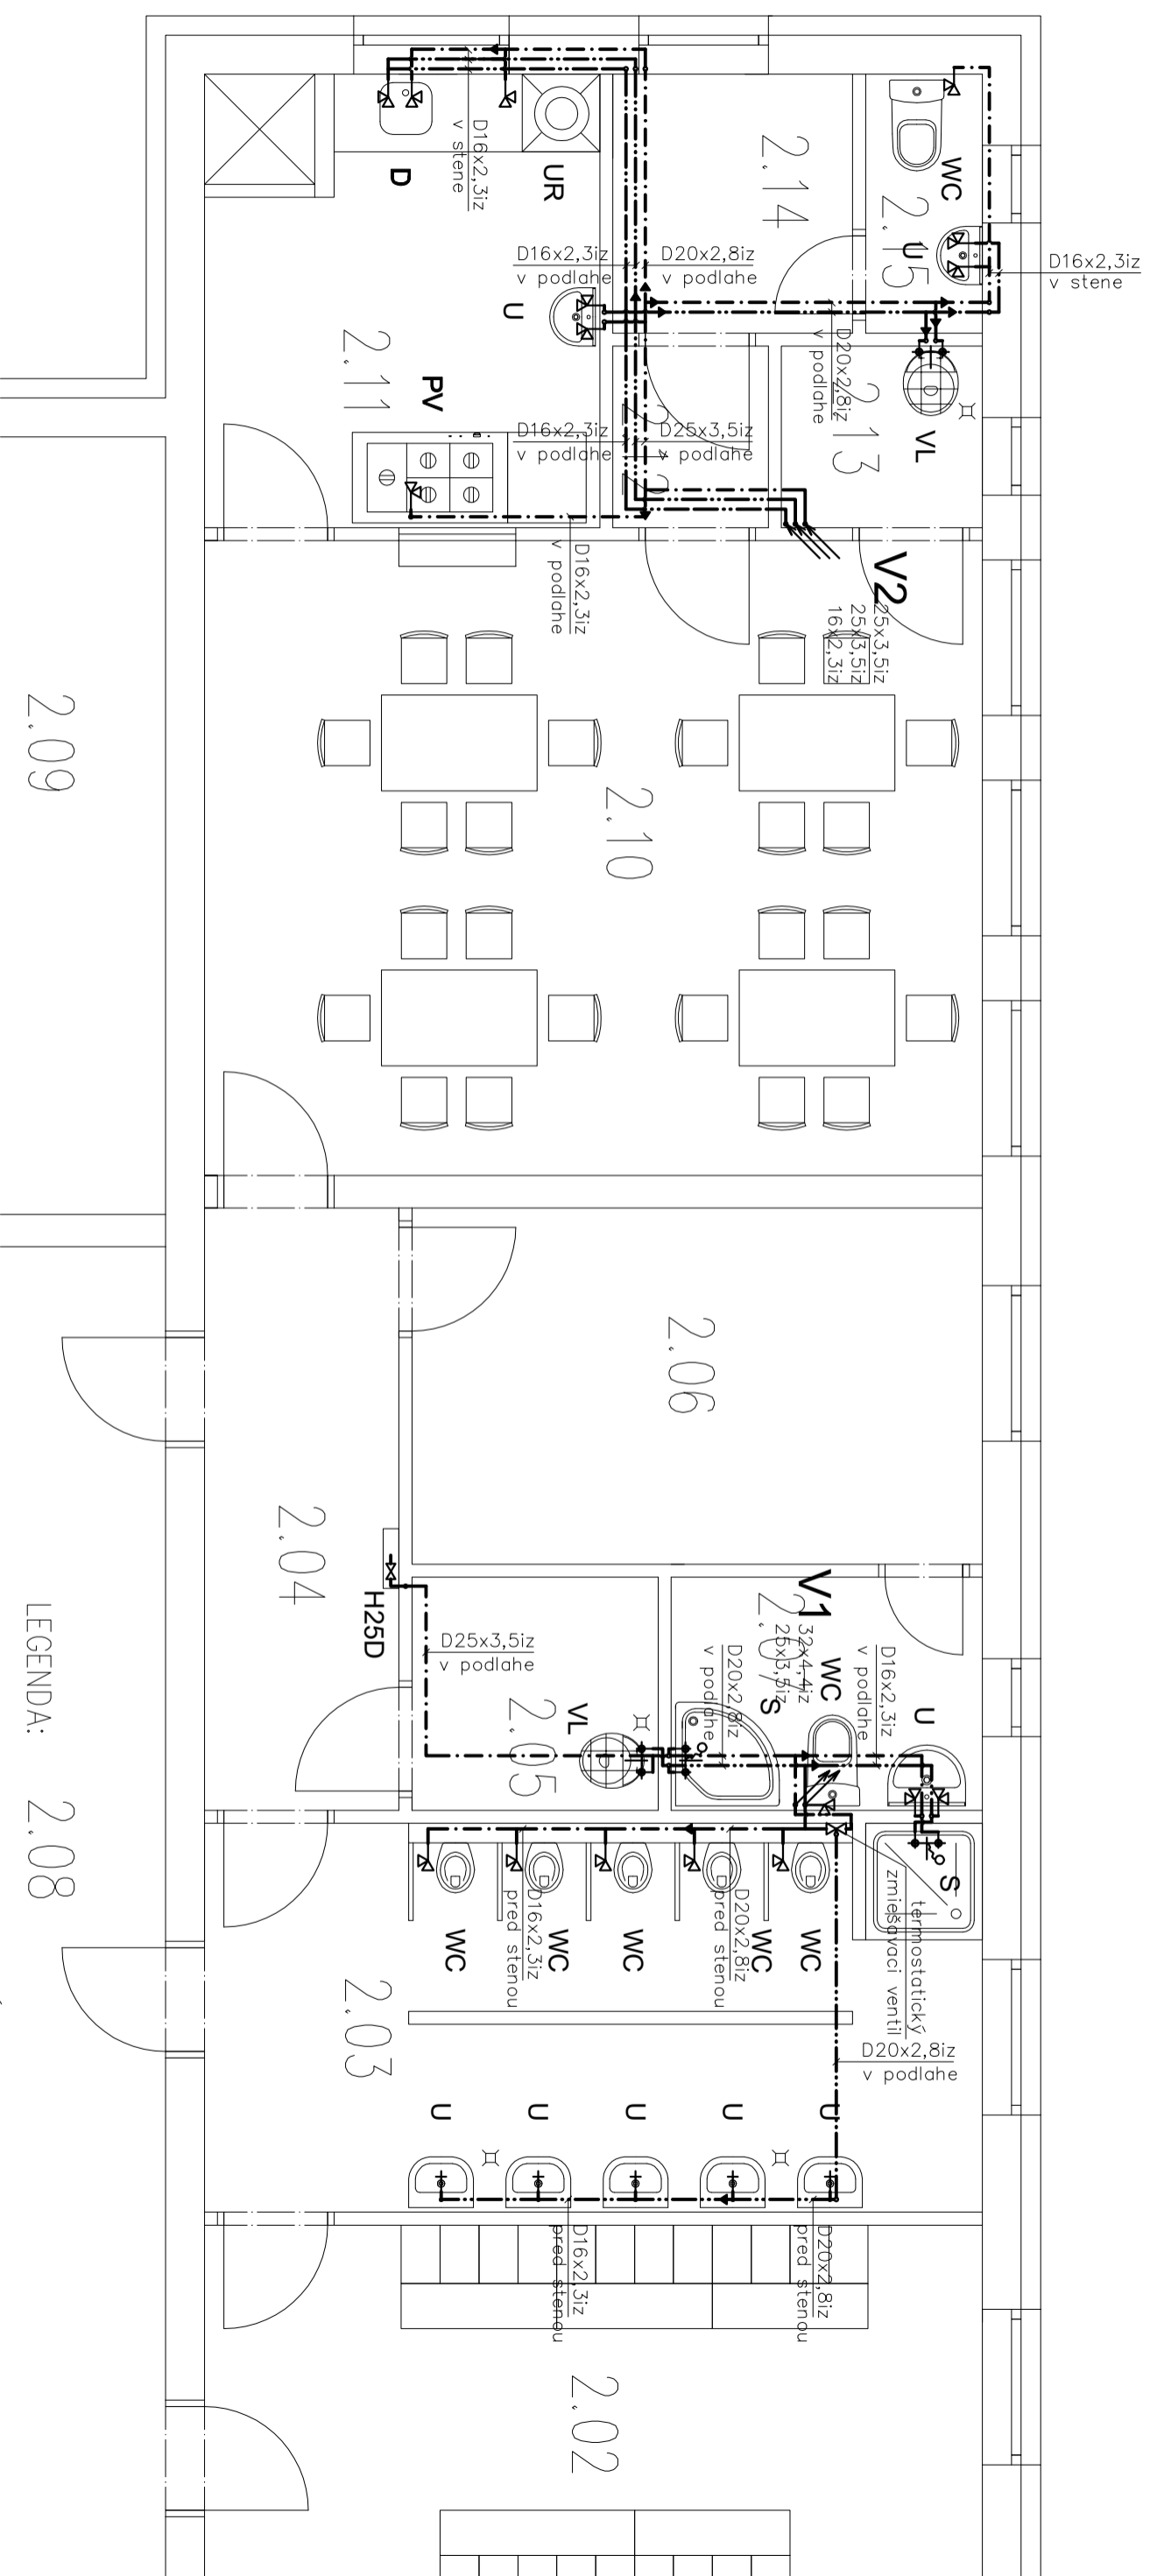 WC
2.14
2.15
U
D16x2,3iz
v stene
D16x2,3iz
v stene
UR
D
D16x2,3iz
v podlahe
D20x2,8iz
v podlahe
U
D20x2,8iz
v podlahe
2.11
2.13
VL
PV
D16x2,3iz
v podlahe
D25x3,5iz
v podlahe
D16x2,3iz
v podlahe
V2
25x3,5iz
25x3,5iz
16x2,3iz
2.09
2.10
2.06
2.04
H25D
D25x3,5iz
v podlahe
V1
32x4,4iz
25x3,5iz
2.07
WC
S
D20x2,8iz
v podlahe
D16x2,3iz
v podlahe
U
VL
2.05
LEGENDA:
2.08
S
termostatický
zmiešavací ventil
WC
WC
WC
WC
WC
D16x2,3iz
pred stenou
D20x2,8iz
pred stenou
D20x2,8iz
v podlahe
2.03
U
U
U
U
U
D16x2,3iz
pred stenou
D20x2,8iz
pred stenou
2.02